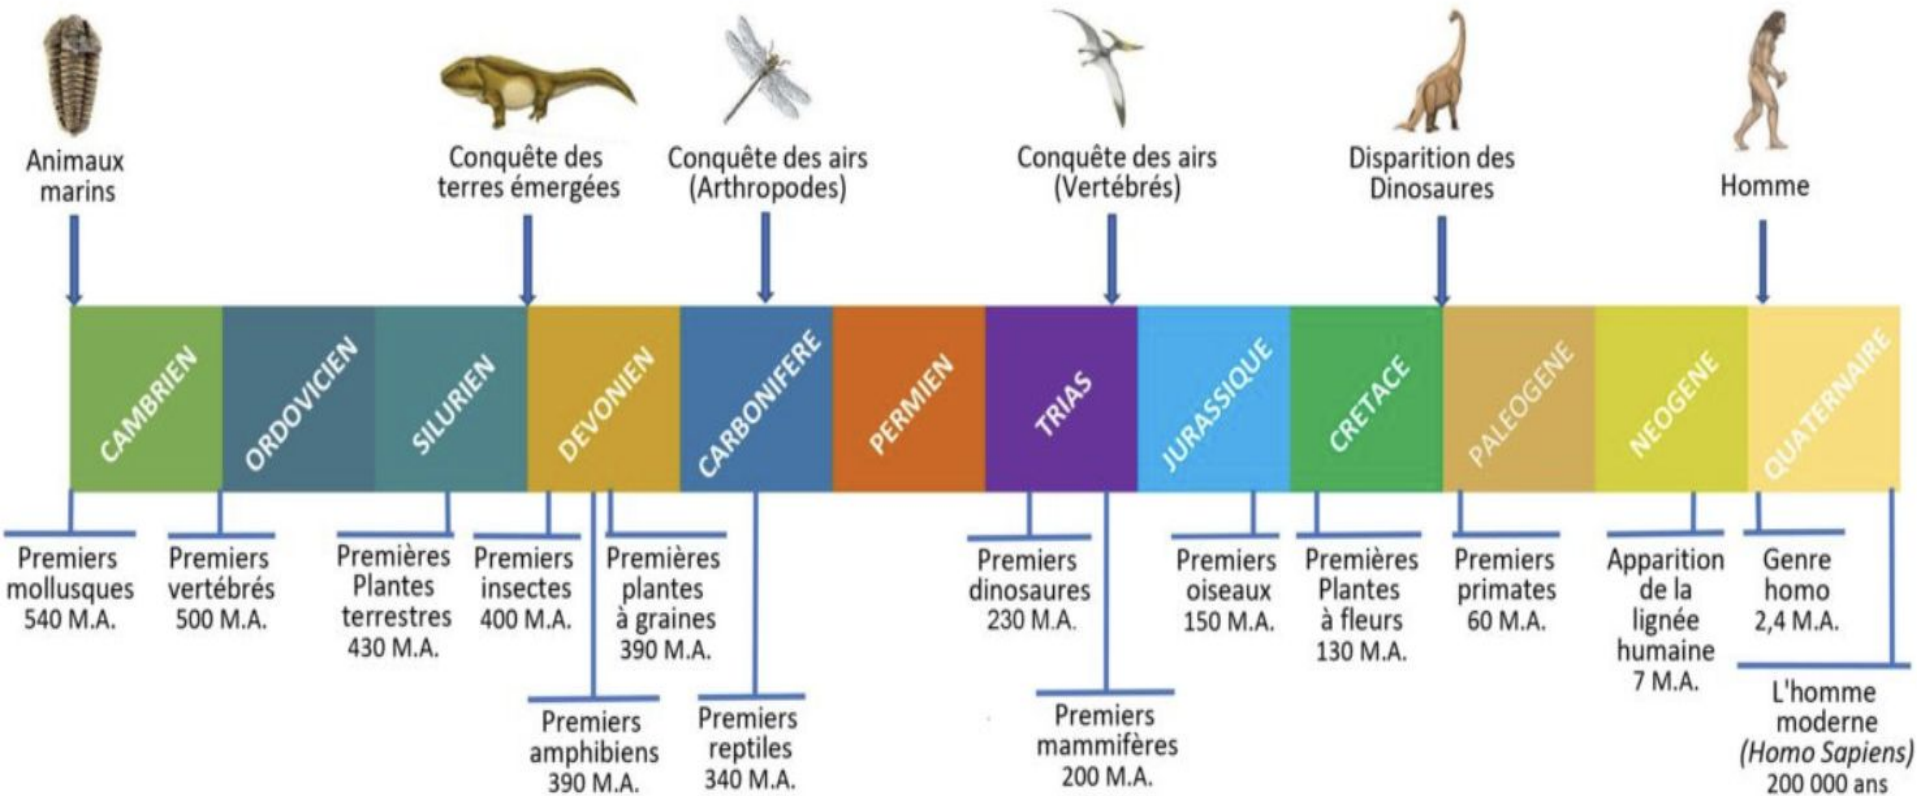 Animaux
marins
Conquête des
terres émergées
Conquête des airs
(Arthropodes)
Conquête des airs
(Vertébrés)
Disparition des
Dinosaures
Homme
CAMBRIEN
ORDOVICIEN
SILURIEN
DEVONIEN
CARBONIFERE
PERMIEN
TRIAS
JURASSIQUE
CRETACE
PALEOGENE
NEOGENE
QUATERNAIRE
Premiers
mollusques
540 M.A.
Premiers
vertébrés
500 M.A.
Premières
Plantes
terrestres
430 M.A.
Premiers
insectes
400 M.A.
Premières
plantes
à graines
390 M.A.
Premiers
dinosaures
230 M.A.
Premiers
oiseaux
150 M.A.
Premières
Plantes
à fleurs
130 M.A.
Premiers
primates
60 M.A.
Apparition
de la
lignée
humaine
7 M.A.
Genre
homo
2,4 M.A.
Premiers
amphibiens
390 M.A.
Premiers
reptiles
340 M.A.
Premiers
mammifères
200 M.A.
L'homme
moderne
(Homo Sapiens)
200 000 ans